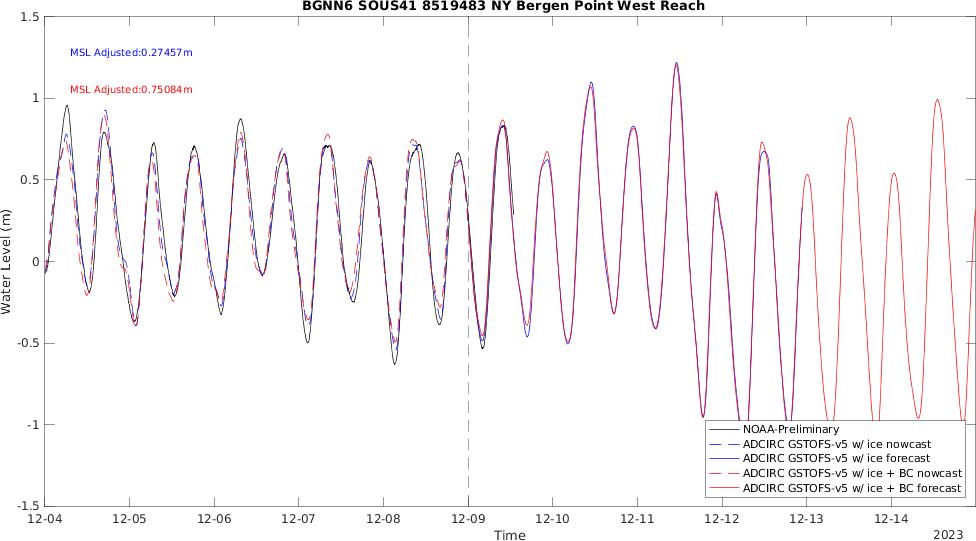 BGNN6 SOUS41 8519483 NY Bergen Point West Reach
MSL Adjusted:0.27457m
MSL Adjusted:0.75084m
Water Level (m)
1.5
1
0.5
0
-0.5
-1
-1.5
NOAA-Preliminary
ADCIRC GSTOFS-v5 w/ ice nowcast
ADCIRC GSTOFS-v5 w/ ice forecast
ADCIRC GSTOFS-v5 w/ ice + BC nowcast
ADCIRC GSTOFS-v5 w/ ice + BC forecast
12-04 12-05 12-06 12-07 12-08 12-09 12-10 12-11 12-12 12-13 12-14
Time
2023